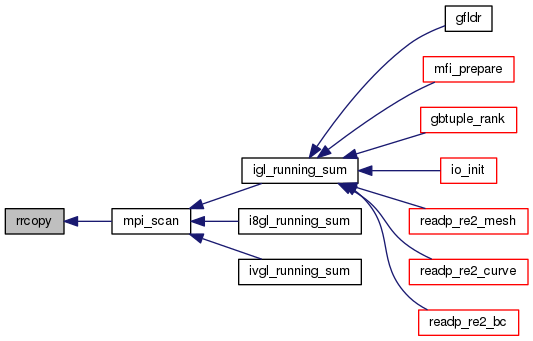 rrcopy
mpi_scan
igl_running_sum
i8gl_running_sum
ivgl_running_sum
gfldr
mfi_prepare
gbtuple_rank
io_init
readp_re2_mesh
readp_re2_curve
readp_re2_bc